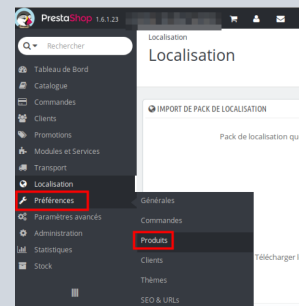 PrestaShop 1.6.1.23
Rechercher
Tableau de Bord
Catalogue
Commandes
Clients
Promotions
Modules et Services
Transport
Localisation
Préférences
Paramètres avancés
Administration
Statistiques
Stock
Générales
Commandes
Produits
Clients
Thèmes
SEO & URLs
Localisation
Localisation
IMPORT DE PACK DE LOCALISATION
Pack de localisation qu
Télécharger l